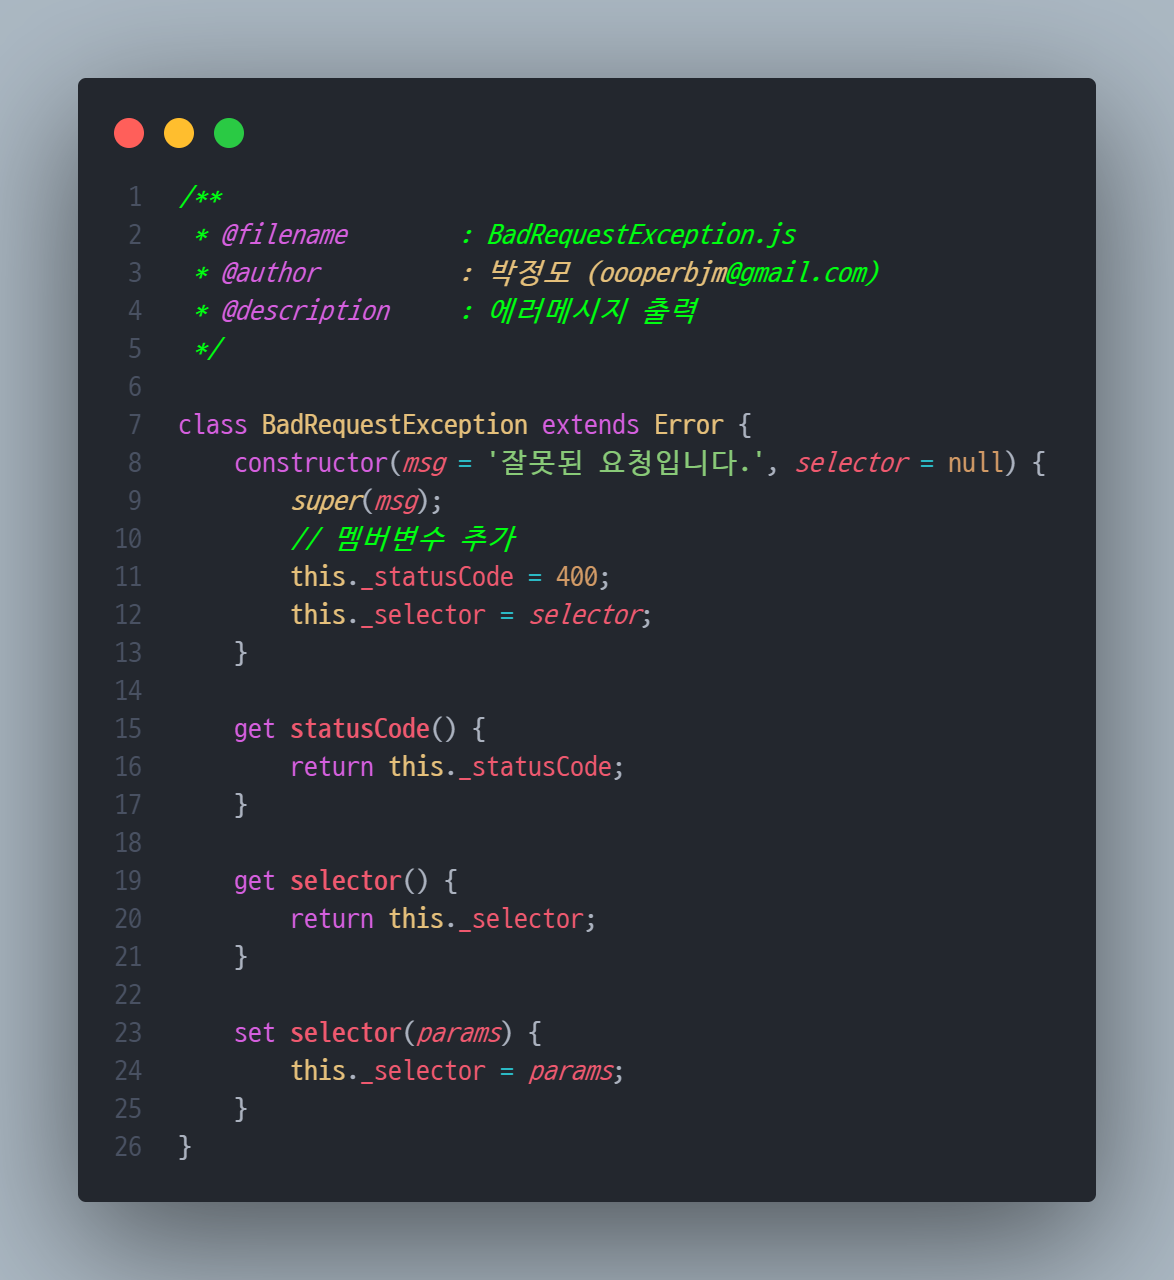 1 /**
2  * @filename        : BadRequestException.js
3  * @author          : 박정모 (oooperbjm@gmail.com)
4  * @description     : 에러메시지 출력
5  */
6
7 class BadRequestException extends Error {
8     constructor(msg = '잘못된 요청입니다.', selector = null) {
9         super(msg);
10         // 멤버변수 추가
11         this._statusCode = 400;
12         this._selector = selector;
13     }
14
15     get statusCode() {
16         return this._statusCode;
17     }
18
19     get selector() {
20         return this._selector;
21     }
22
23     set selector(params) {
24         this._selector = params;
25     }
26 }